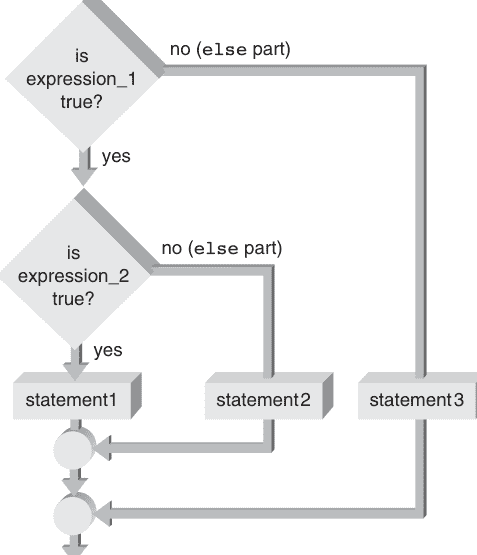 is
expression_1
true?
no (else part)
yes
is
expression_2
true?
no (else part)
yes
statement1
statement2
statement3